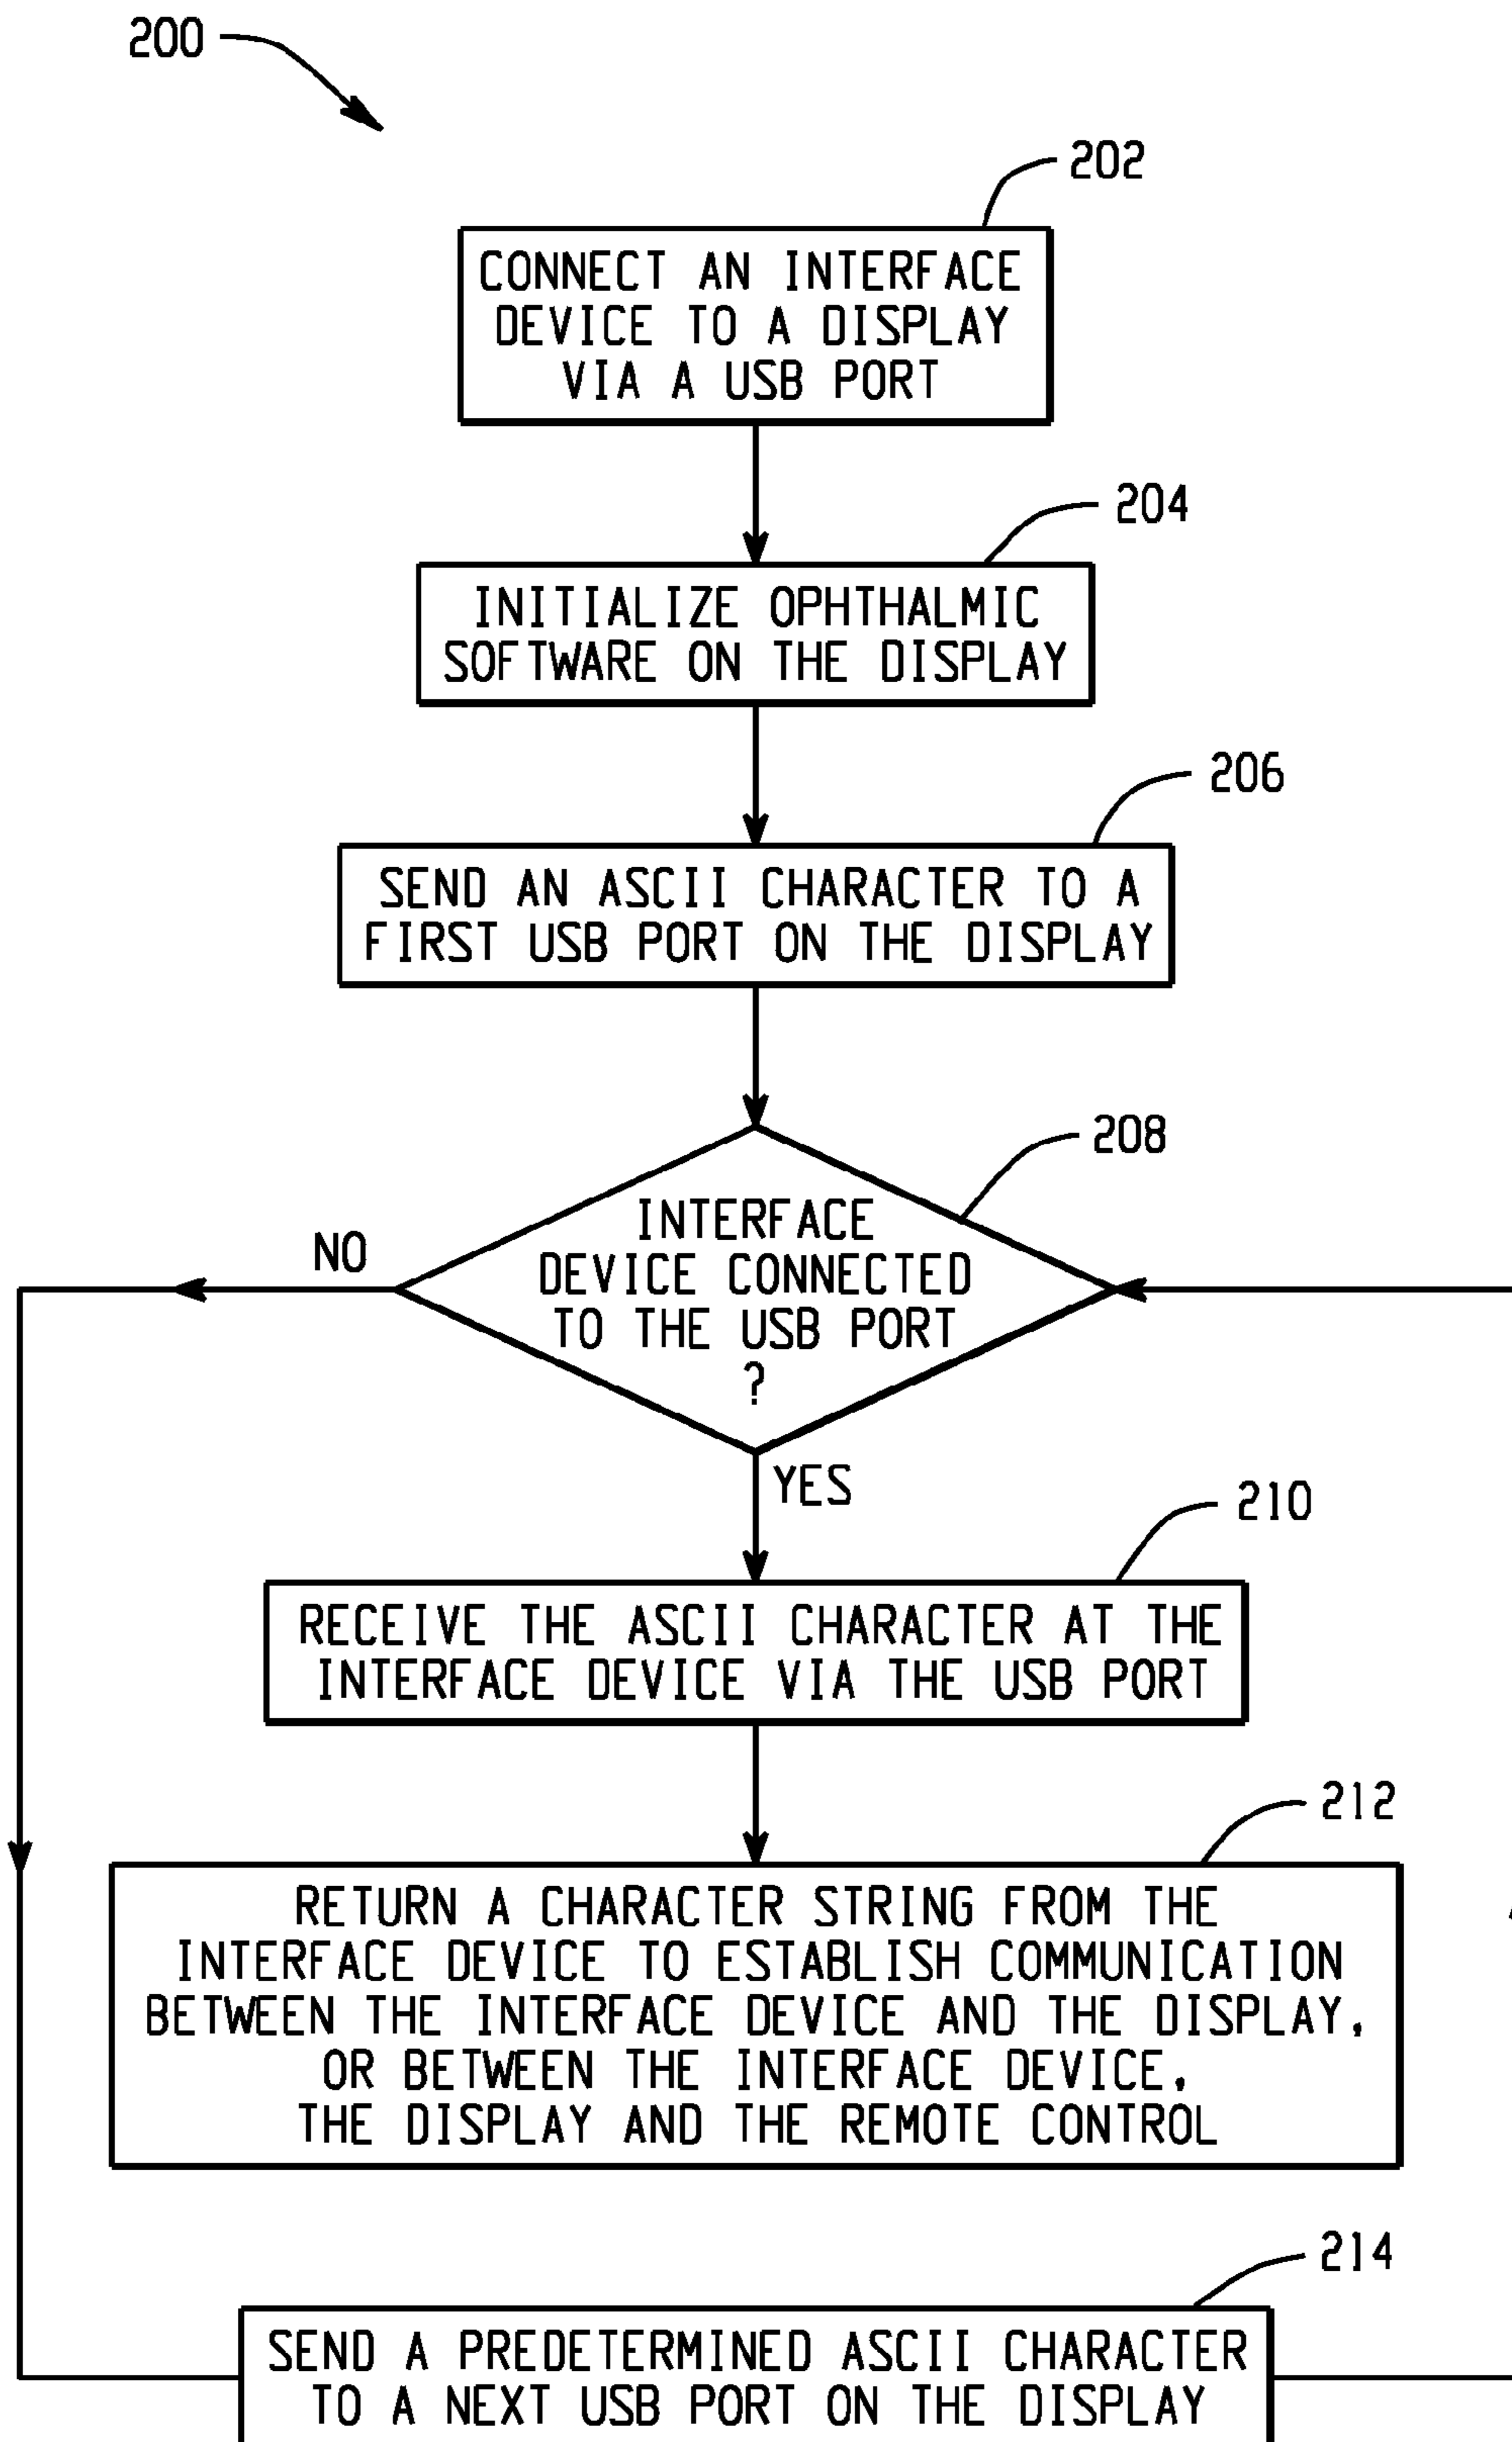 200
202
CONNECT AN INTERFACE
DEVICE TO A DISPLAY
VIA A USB PORT
204
INITIALIZE OPHTHALMIC
SOFTWARE ON THE DISPLAY
206
SEND AN ASCII CHARACTER TO A
FIRST USB PORT ON THE DISPLAY
208
INTERFACE
DEVICE CONNECTED
TO THE USB PORT
?
NO
YES
210
RECEIVE THE ASCII CHARACTER AT THE
INTERFACE DEVICE VIA THE USB PORT
212
RETURN A CHARACTER STRING FROM THE
INTERFACE DEVICE TO ESTABLISH COMMUNICATION
BETWEEN THE INTERFACE DEVICE AND THE DISPLAY,
OR BETWEEN THE INTERFACE DEVICE,
THE DISPLAY AND THE REMOTE CONTROL
214
SEND A PREDETERMINED ASCII CHARACTER
TO A NEXT USB PORT ON THE DISPLAY